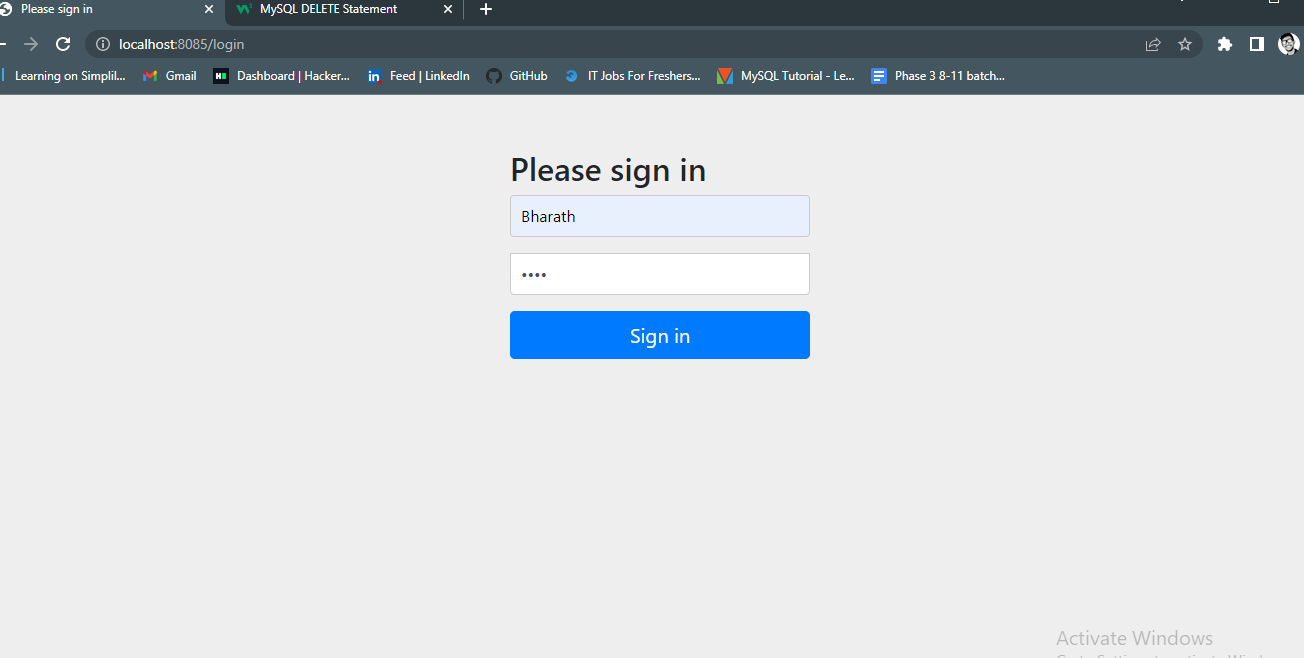 Please sign in
MySQL DELETE Statement
localhost:8085/login
Learning on Simplil...
Gmail
Dashboard | Hacker...
Feed | LinkedIn
GitHub
IT Jobs For Freshers...
MySQL Tutorial - Le...
Phase 3 8-11 batch...
Please sign in
Bharath
••••
Sign in
Activate Windows